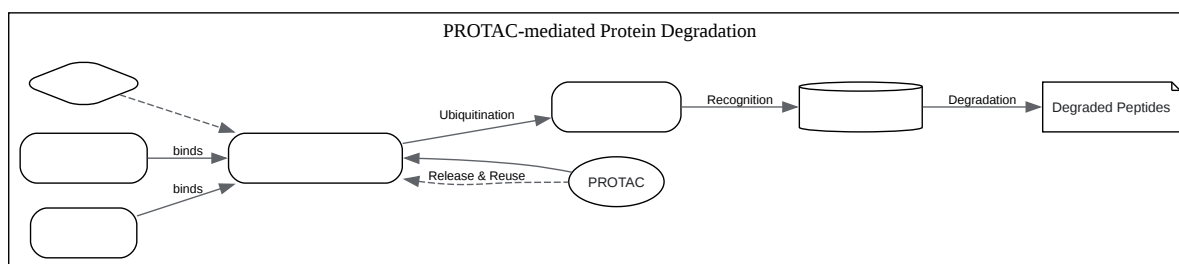 PROTAC-mediated Protein Degradation
binds
binds
Ubiquitination
Release & Reuse
PROTAC
Recognition
Degradation
Degraded Peptides